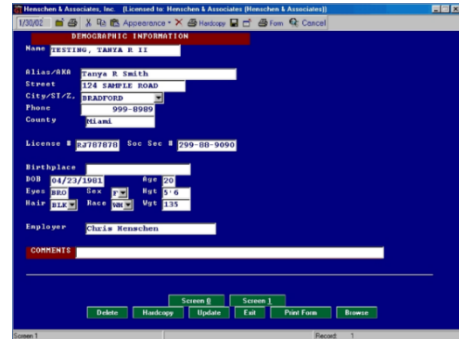 Henschen & Associates, Inc. [Licensed to: Henschen & Associates (Henschen & Associates)]
1/30/02 Appearance Hardcopy Form Cancel
DEMOGRAPHIC INFORMATION
Name TESTING, TANYA R II
Alias/AKA Tanya R Smith
Street 124 SAMPLE ROAD
City/ST/Z. BRADFORD
Phone 999-8989
County Miami
License # RJ787878 Soc Sec # 299-88-9090
Birthplace
DOB 04/23/1981 Age 20
Eyes BRO Sex F Hgt 5'6
Hair BLK Race WH Wgt 135
Employer Chris Henschen
COMMENTS
Screen 0 Screen 1
Delete Hardcopy Update Exit Print Form Browse
Screen 1 Record: 1